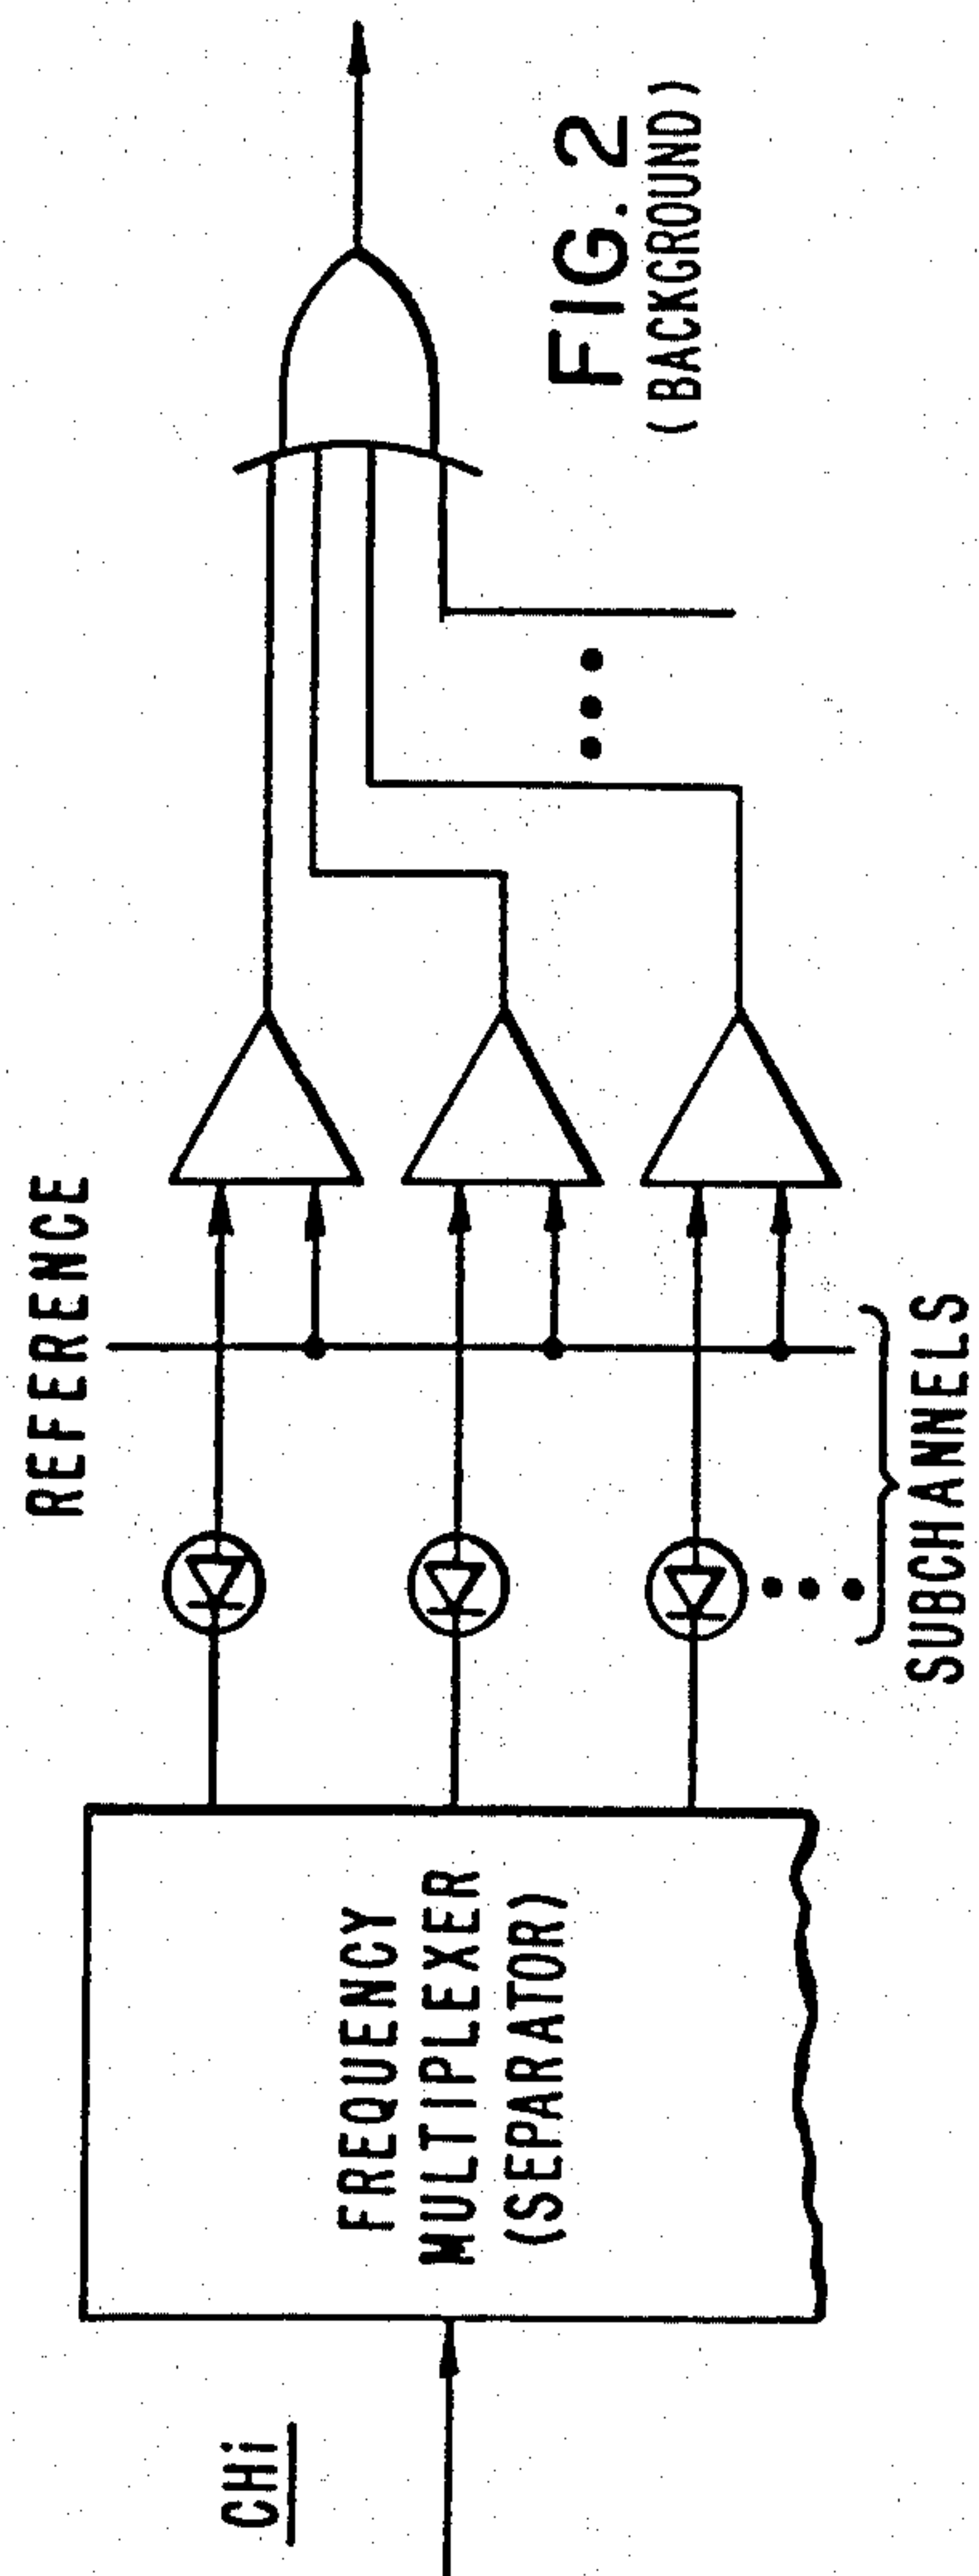 CHi
FREQUENCY
MULTIPLEXER
(SEPARATOR)
REFERENCE
SUBCHANNELS
FIG. 2
(BACKGROUND)